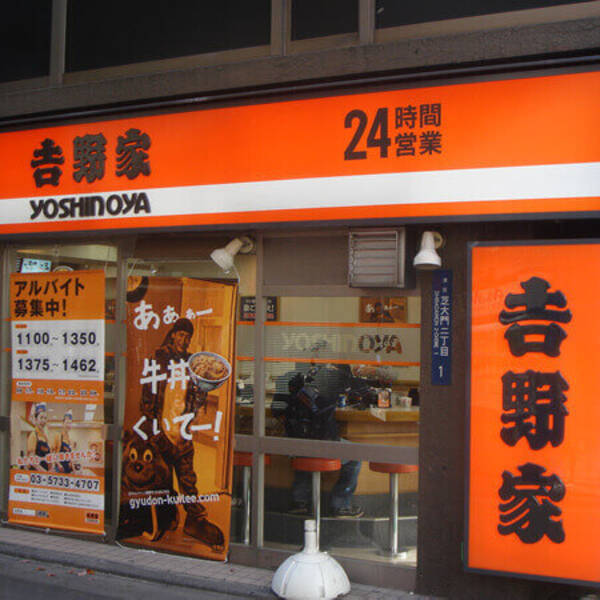 吉野家
YOSHINOYA
24時間
営業
アルバイト
募集中!
1100~1350
1375~1462
03-5733-4707
あぁぁー
牛丼
くいてー!
gyudon-kuitee.com
YOSHINOYA
芝大門二丁目
1
吉野家